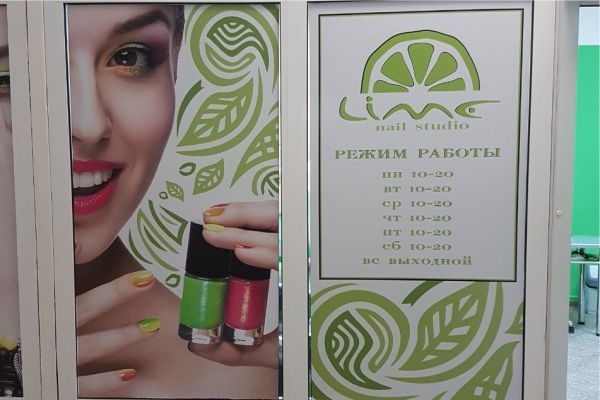 Lime
nail studio
РЕЖИМ РАБОТЫ
пн 10-20
вт 10-20
ср 10-20
чт 10-20
пт 10-20
сб 10-20
вс выходной